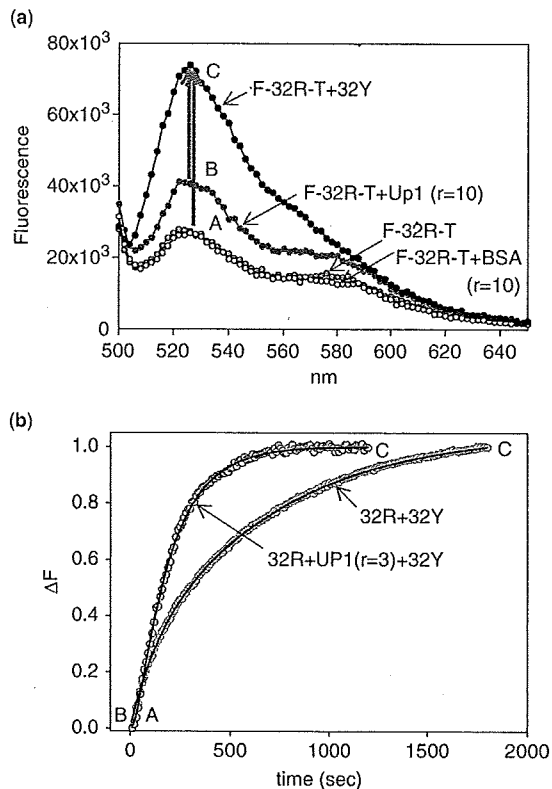 (a)
80x10³
60x10³
40x10³
20x10³
0
Fluorescence
C
F-32R-T+32Y
B
F-32R-T+Up1 (r=10)
A
F-32R-T
F-32R-T+BSA
(r=10)
500 520 540 560 580 600 620 640
nm
(b)
1.0
0.8
0.6
0.4
0.2
0.0
ΔF
C
C
32R+32Y
32R+UP1(r=3)+32Y
B
A
0 500 1000 1500 2000
time (sec)